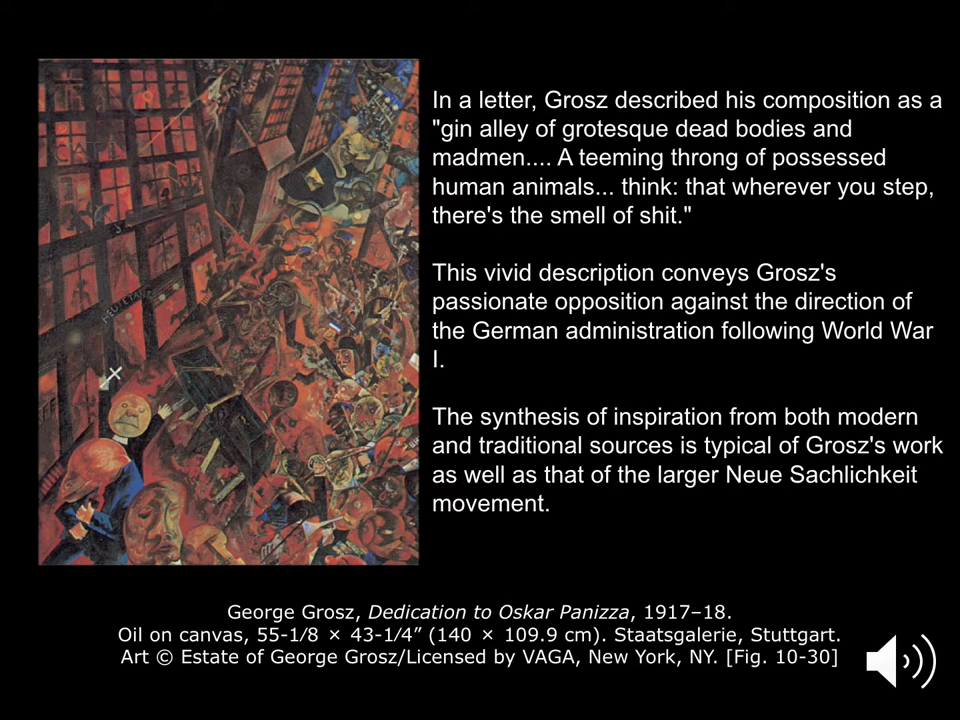 In a letter, Grosz described his composition as a
"gin alley of grotesque dead bodies and
madmen.... A teeming throng of possessed
human animals... think: that wherever you step,
there's the smell of shit."
This vivid description conveys Grosz's
passionate opposition against the direction of
the German administration following World War
I.
The synthesis of inspiration from both modern
and traditional sources is typical of Grosz's work
as well as that of the larger Neue Sachlichkeit
movement.
George Grosz, Dedication to Oskar Panizza, 1917–18.
Oil on canvas, 55-1/8 × 43-1/4” (140 × 109.9 cm). Staatsgalerie, Stuttgart.
Art © Estate of George Grosz/Licensed by VAGA, New York, NY. [Fig. 10-30]